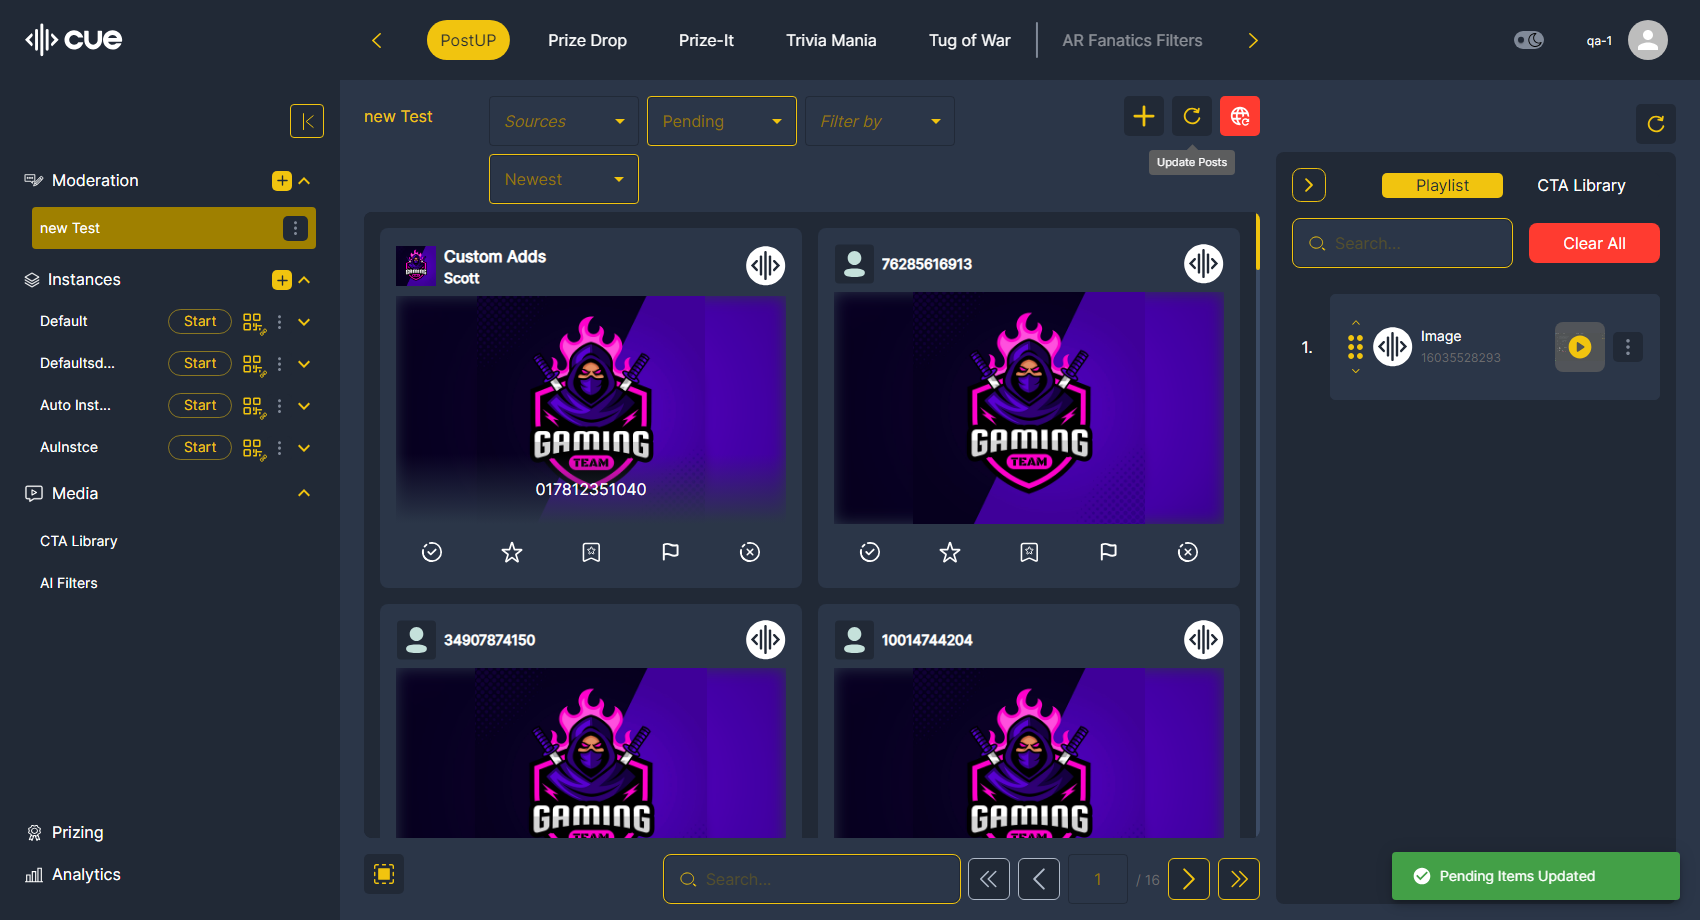 cue
PostUP
Prize Drop
Prize-It
Trivia Mania
Tug of War
AR Fanatics Filters
qa-1
Moderation
new Test
Instances
Default
Start
Defaultsd...
Start
Auto Inst...
Start
AuInstce
Start
Media
CTA Library
AI Filters
Prizing
Analytics
new Test
Sources
Pending
Filter by
Newest
Update Posts
Custom Adds
Scott
GAMING
TEAM
017812351040
76285616913
GAMING
TEAM
34907874150
GAMING
TEAM
10014744204
GAMING
TEAM
Search...
1
/ 16
Playlist
CTA Library
Search...
Clear All
1.
Image
16035528293
Pending Items Updated